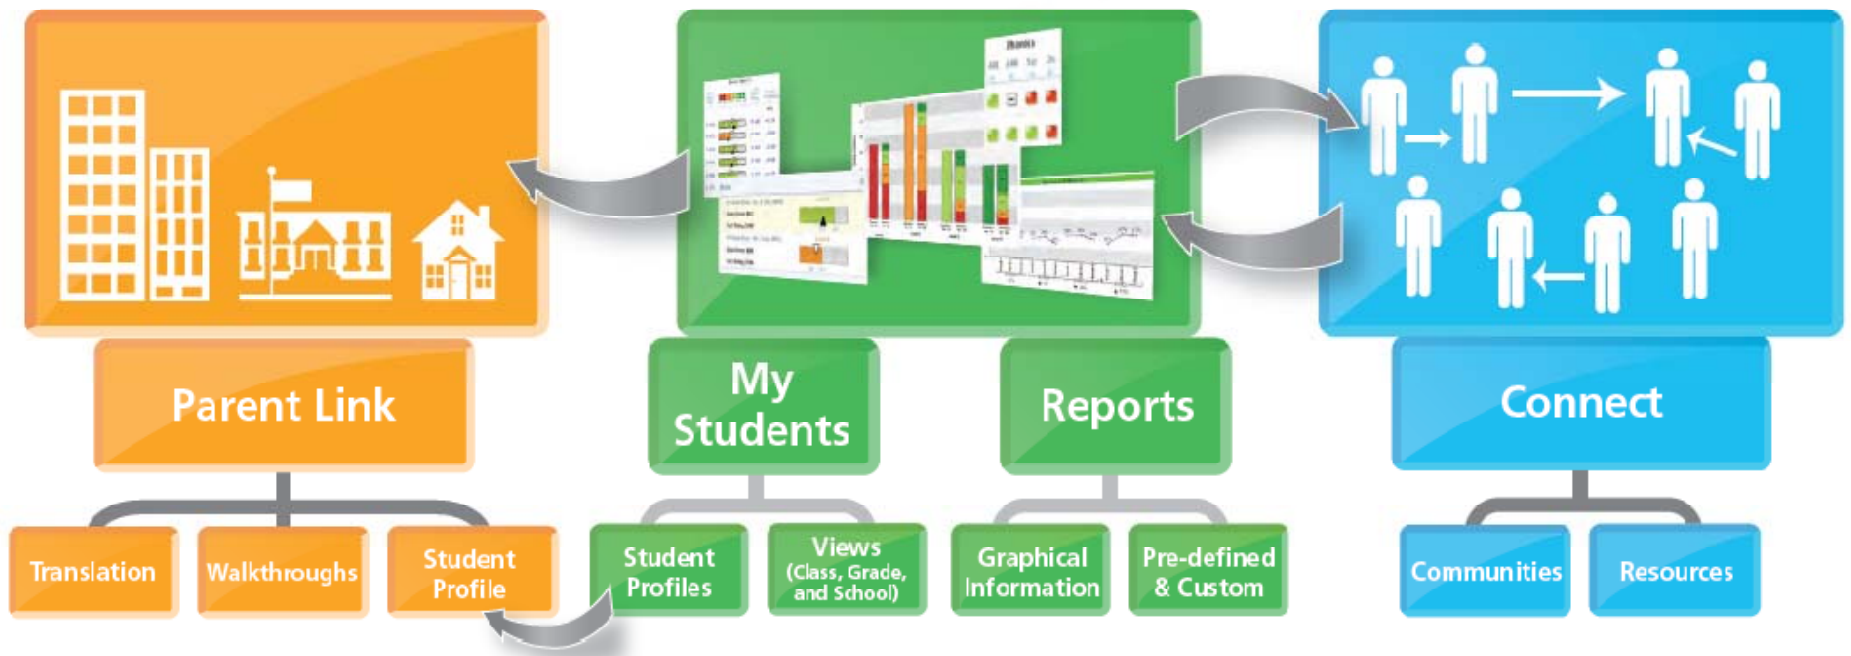 Parent Link
My
Students
Reports
Connect
Translation
Walkthroughs
Student
Profile
Student
Profiles
Views
(Class, Grade,
and School)
Graphical
Information
Pre-defined
& Custom
Communities
Resources